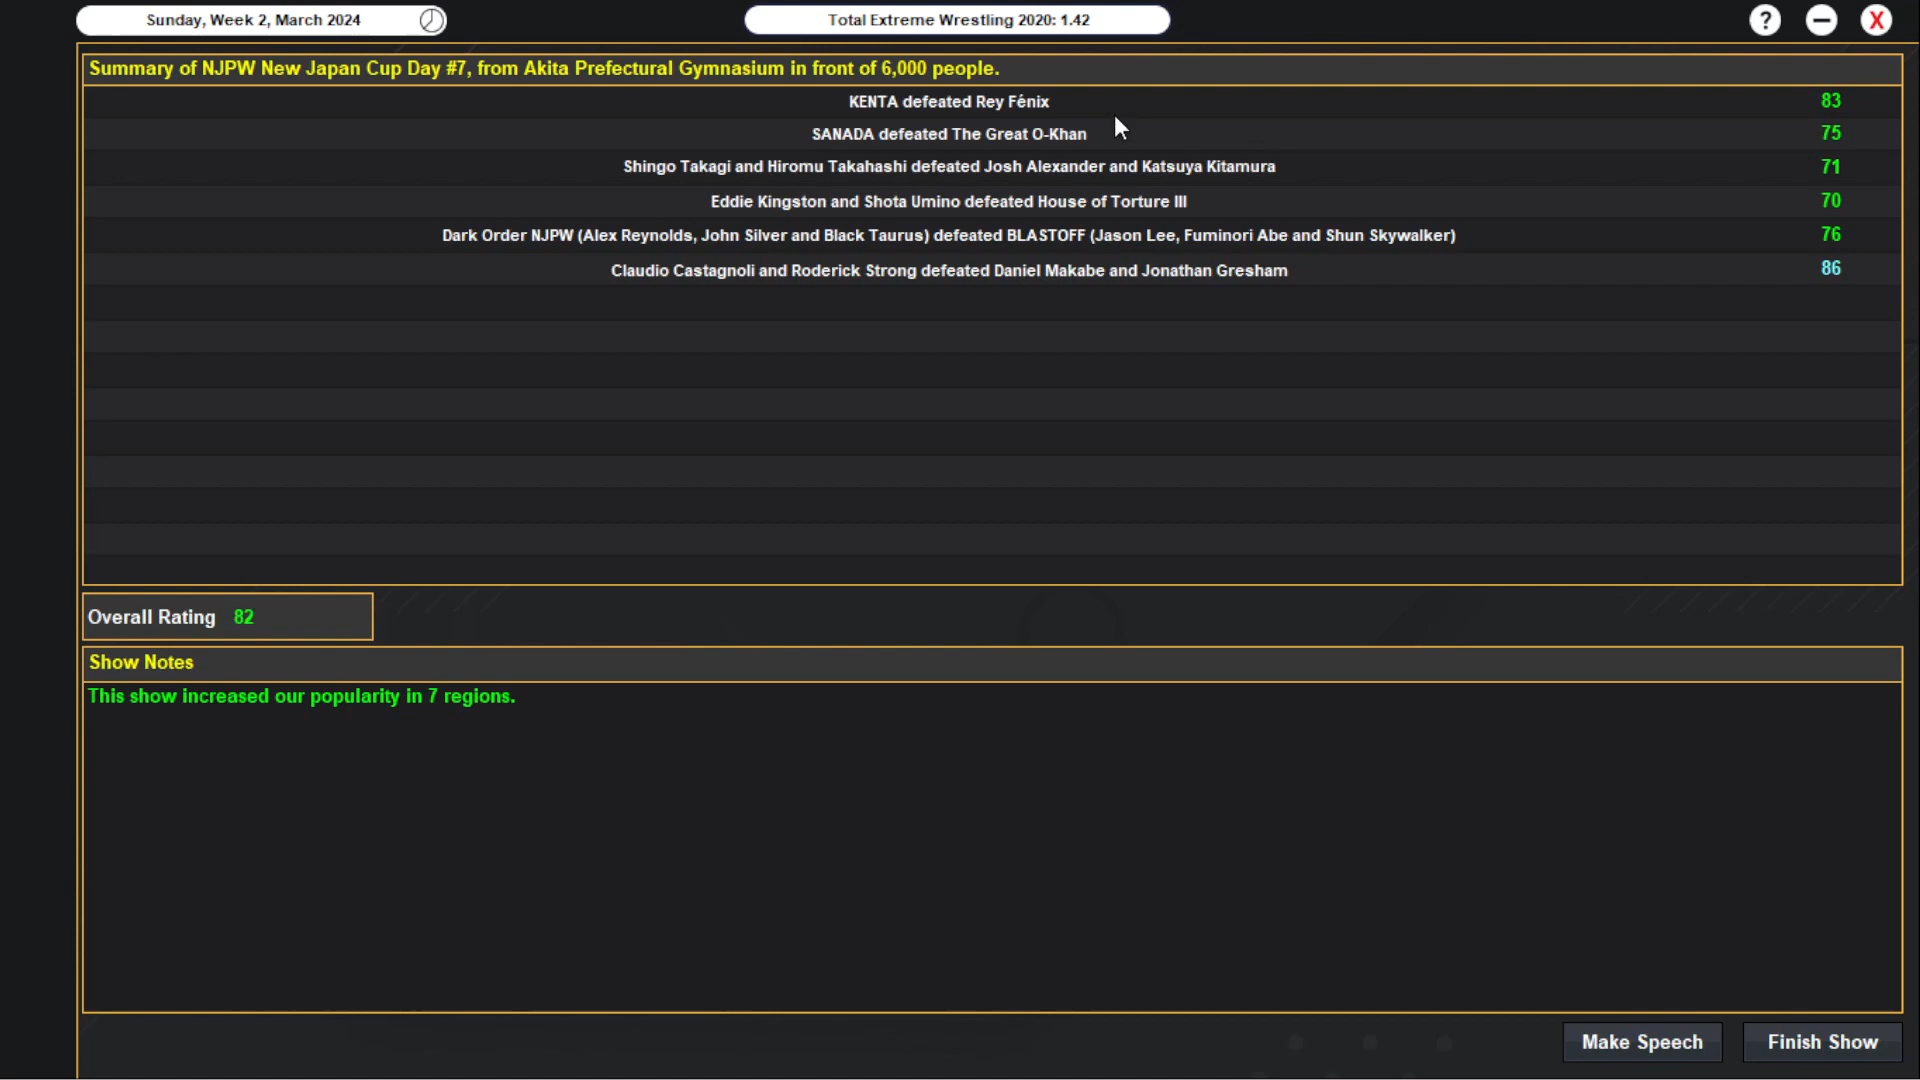 Sunday, Week 2, March 2024
Total Extreme Wrestling 2020: 1.42
?
X
Summary of NJPW New Japan Cup Day #7, from Akita Prefectural Gymnasium in front of 6,000 people.
KENTA defeated Rey Fénix 83
SANADA defeated The Great O-Khan 75
Shingo Takagi and Hiromu Takahashi defeated Josh Alexander and Katsuya Kitamura 71
Eddie Kingston and Shota Umino defeated House of Torture III 70
Dark Order NJPW (Alex Reynolds, John Silver and Black Taurus) defeated BLASTOFF (Jason Lee, Fuminori Abe and Shun Skywalker) 76
Claudio Castagnoli and Roderick Strong defeated Daniel Makabe and Jonathan Gresham 86
Overall Rating 82
Show Notes
This show increased our popularity in 7 regions.
Make Speech
Finish Show